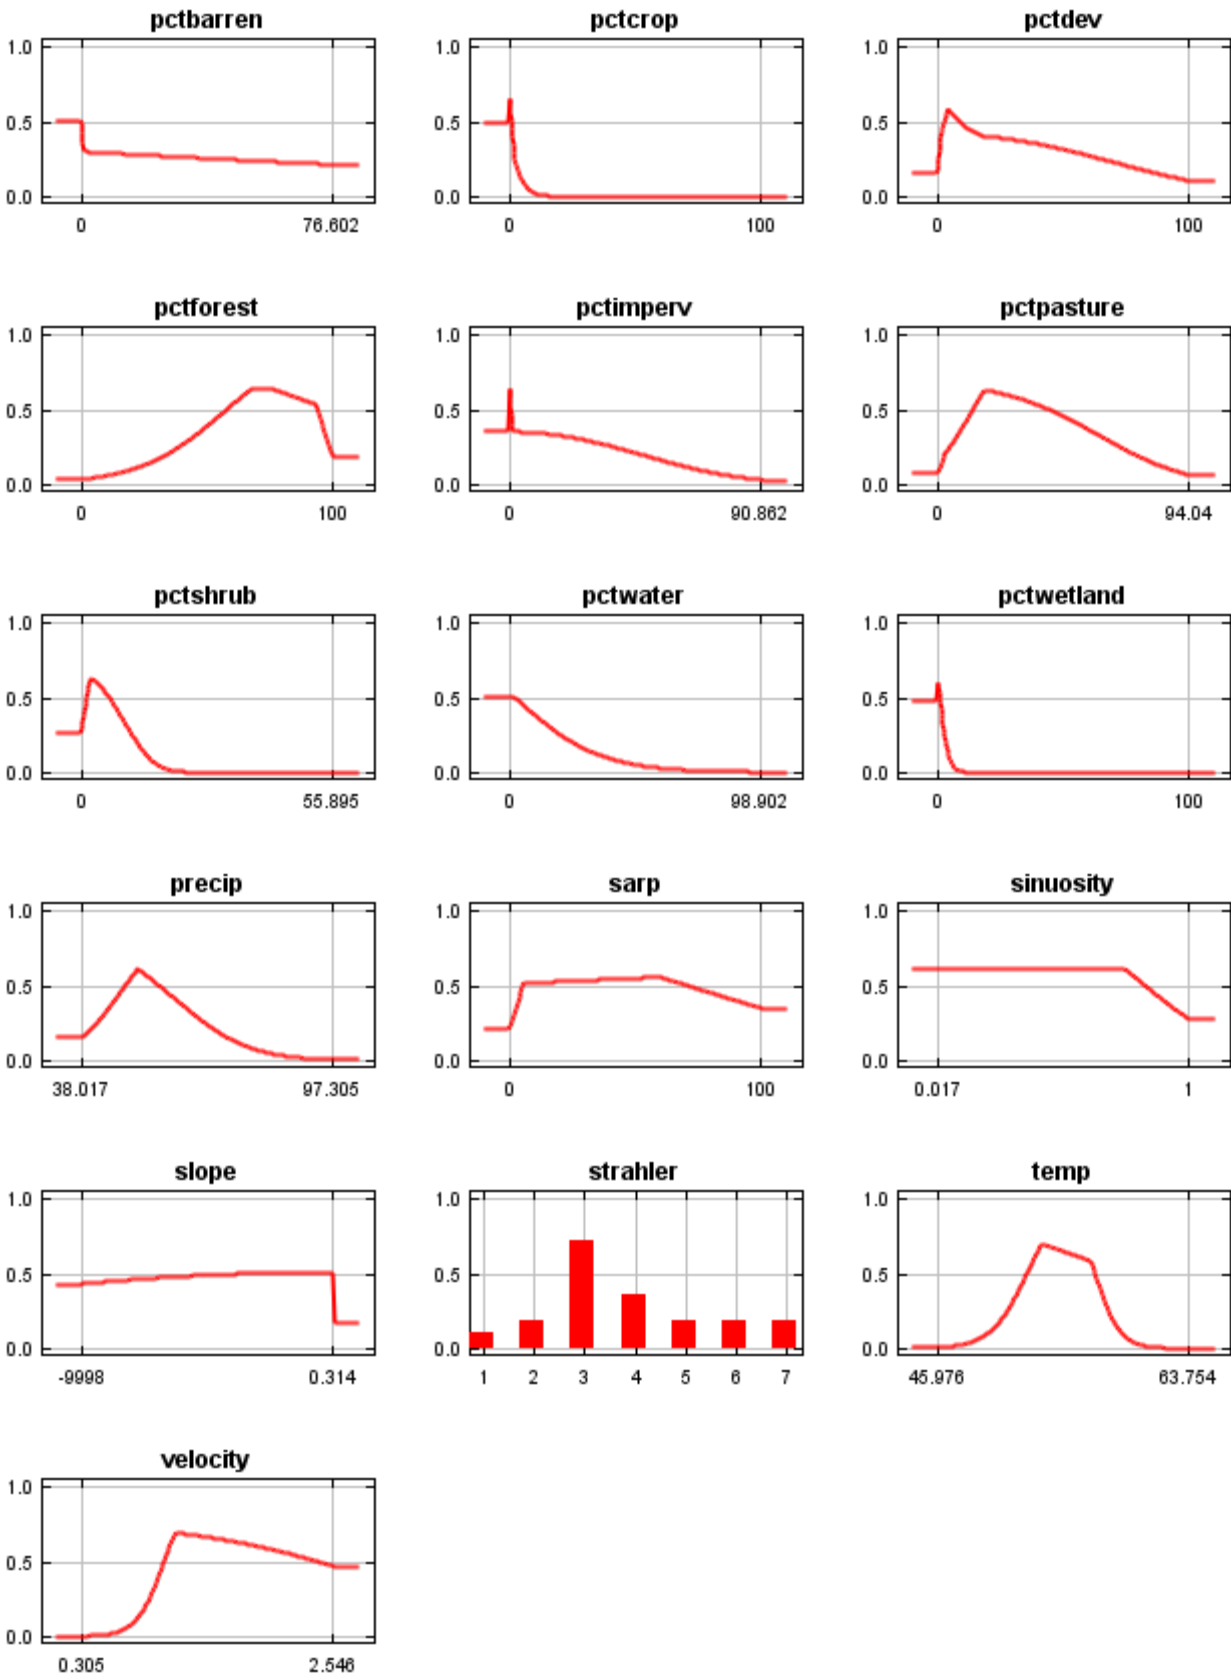 pctbarren pctcrop pctdev
1.0 1.0 1.0
0.5 0.5 0.5
0.0 0.0 0.0
0 76.602 0 100 0 100
pctforest pctimperv pctpasture
1.0 1.0 1.0
0.5 0.5 0.5
0.0 0.0 0.0
0 100 0 90.862 0 94.04
pctshrub pctwater pctwetland
1.0 1.0 1.0
0.5 0.5 0.5
0.0 0.0 0.0
0 55.895 0 98.902 0 100
precip sarp sinuosity
1.0 1.0 1.0
0.5 0.5 0.5
0.0 0.0 0.0
38.017 97.305 0 100 0.017 1
slope strahler temp
1.0 1.0 1.0
0.5 0.5 0.5
0.0 0.0 0.0
-9998 0.314 1 2 3 4 5 6 7 45.976 63.754
velocity
1.0
0.5
0.0
0.305 2.546